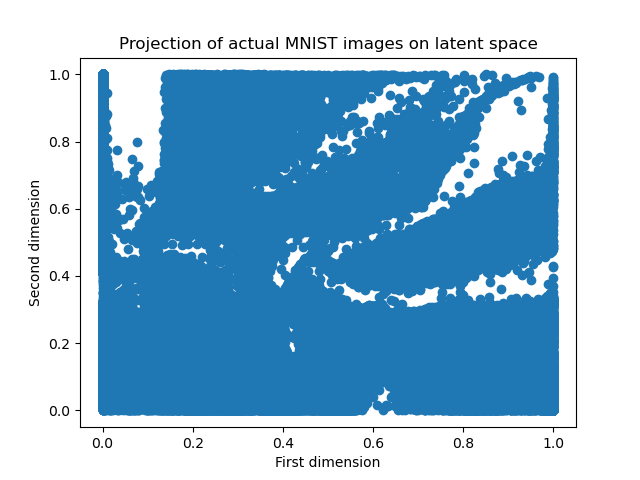 Projection of actual MNIST images on latent space
1.0
0.8
0.6
0.4
0.2
0.0
Second dimension
0.0 0.2 0.4 0.6 0.8 1.0
First dimension